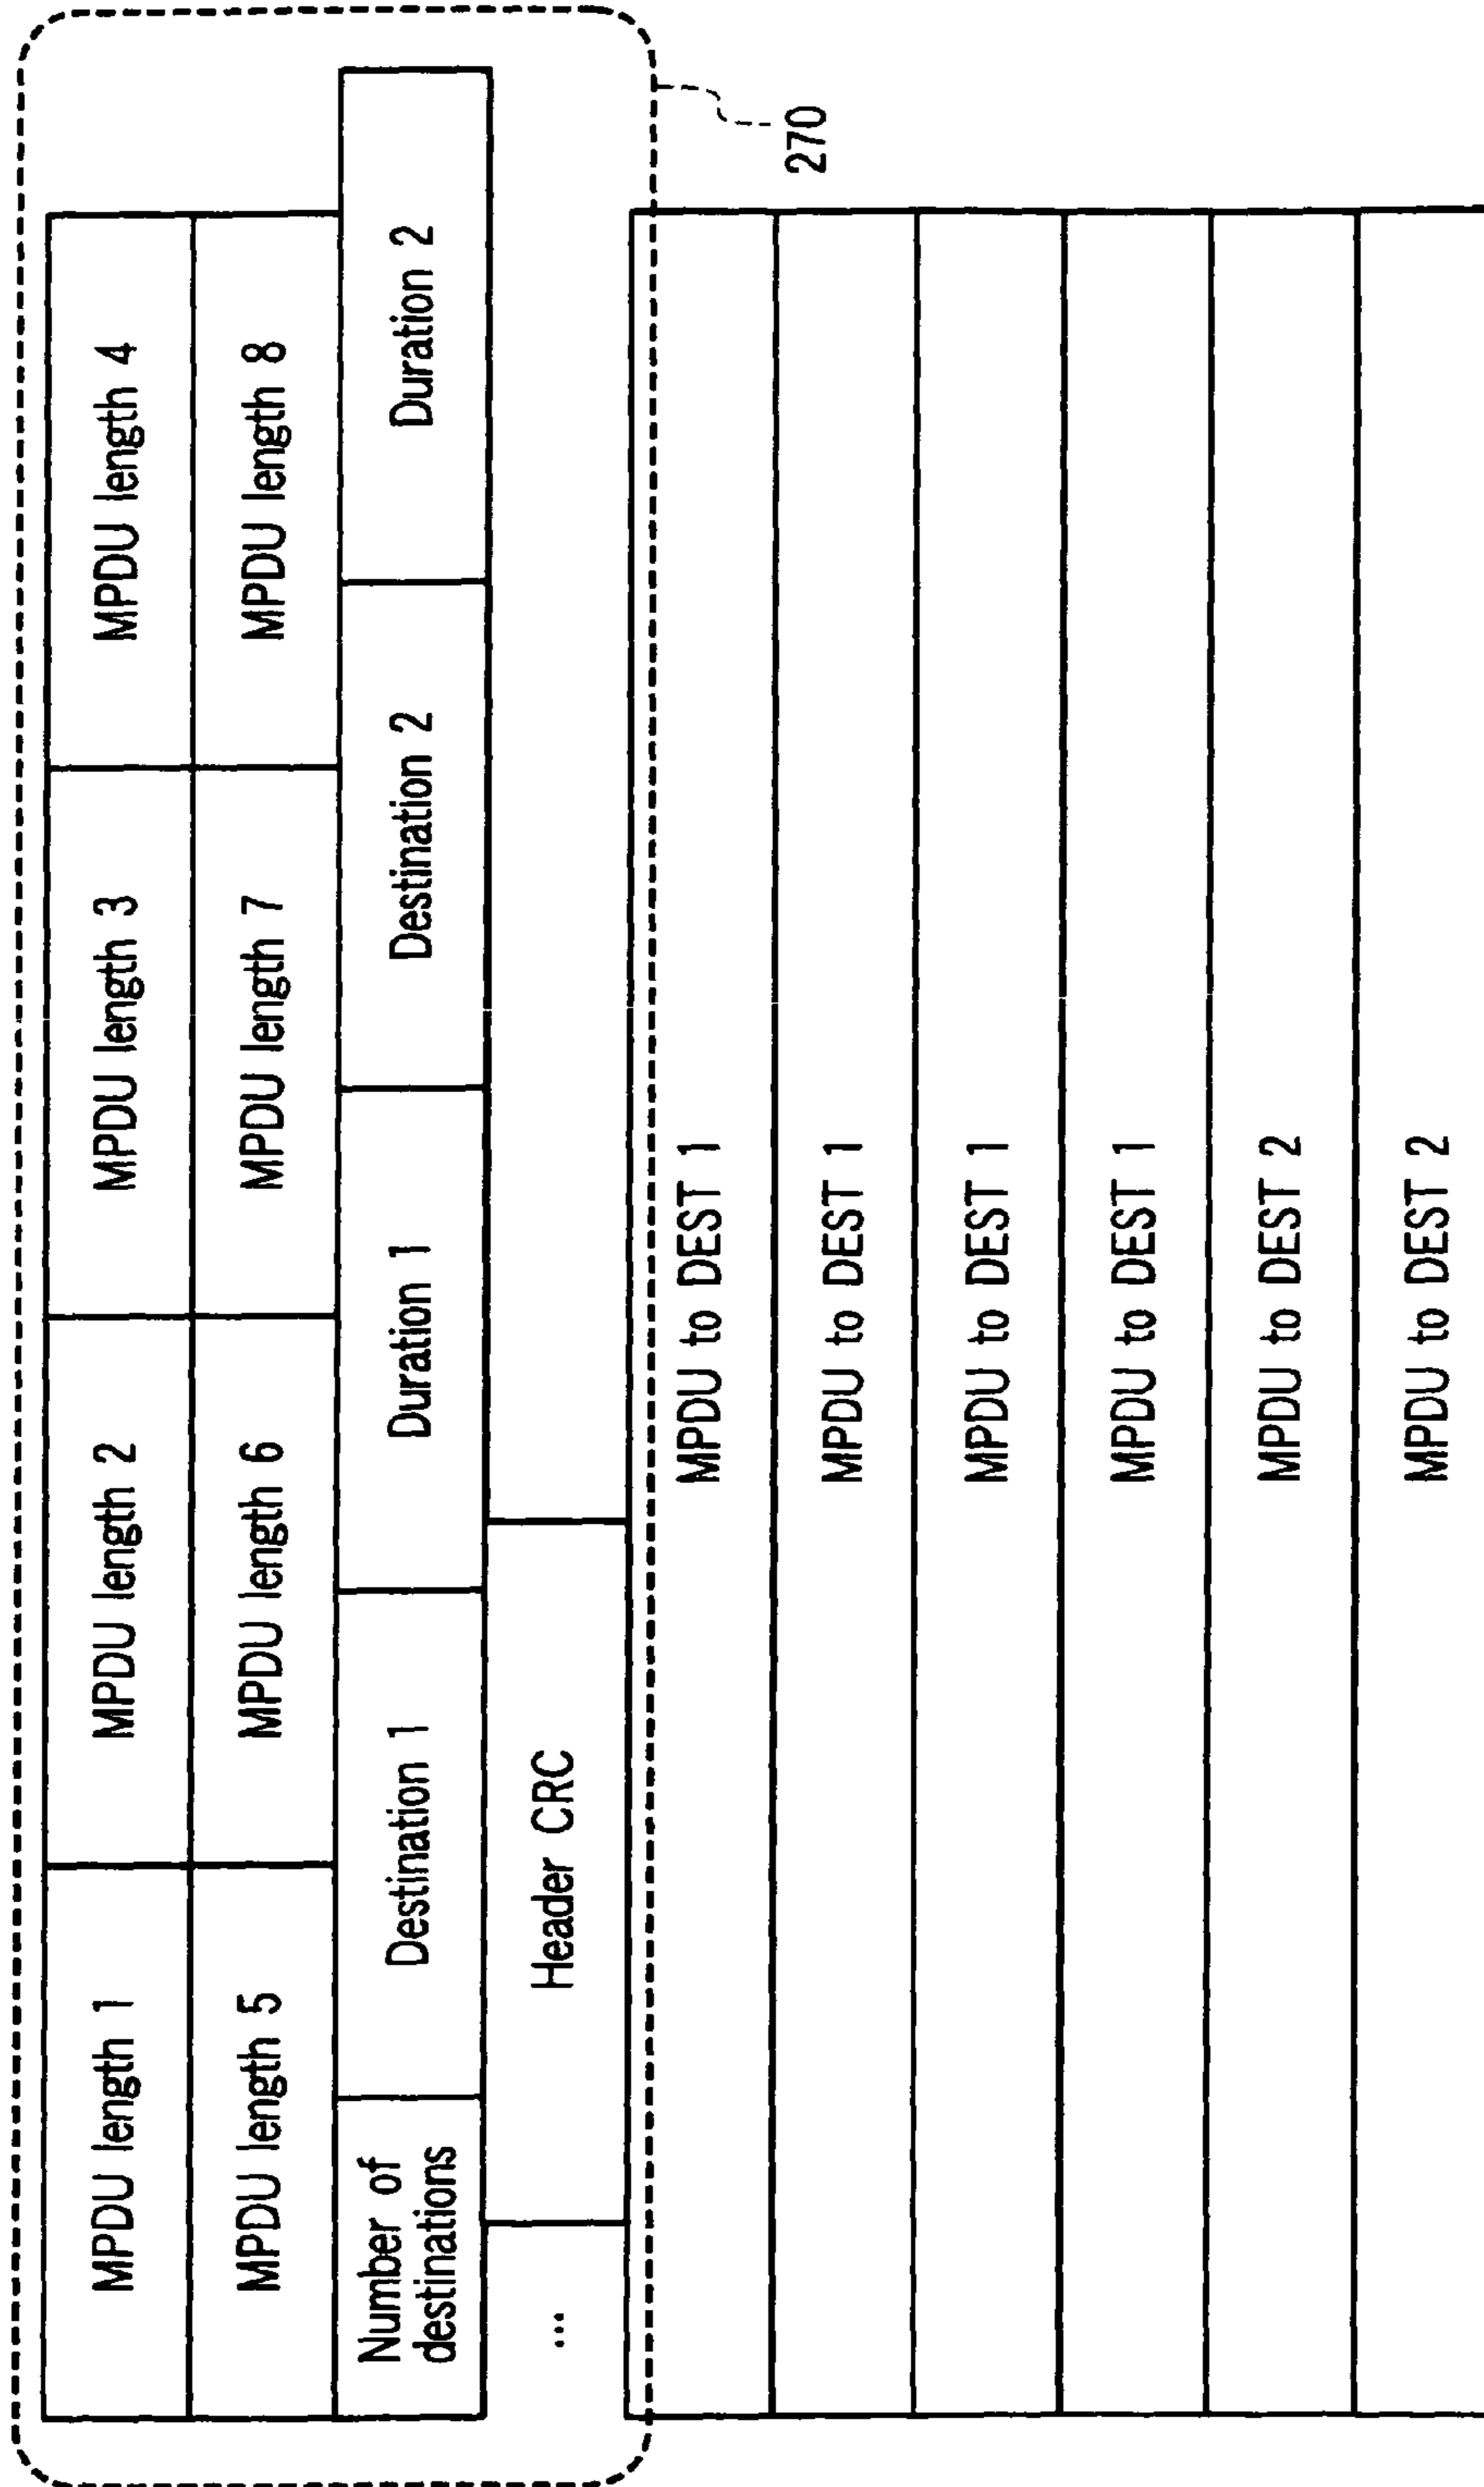 MPDU length 1
MPDU length 2
MPDU length 3
MPDU length 4
MPDU length 5
MPDU length 6
MPDU length 7
MPDU length 8
Number of
destinations
Destination 1
Duration 1
Destination 2
Duration 2
...
Header CRC
270
MPDU to DEST 1
MPDU to DEST 1
MPDU to DEST 1
MPDU to DEST 1
MPDU to DEST 2
MPDU to DEST 2